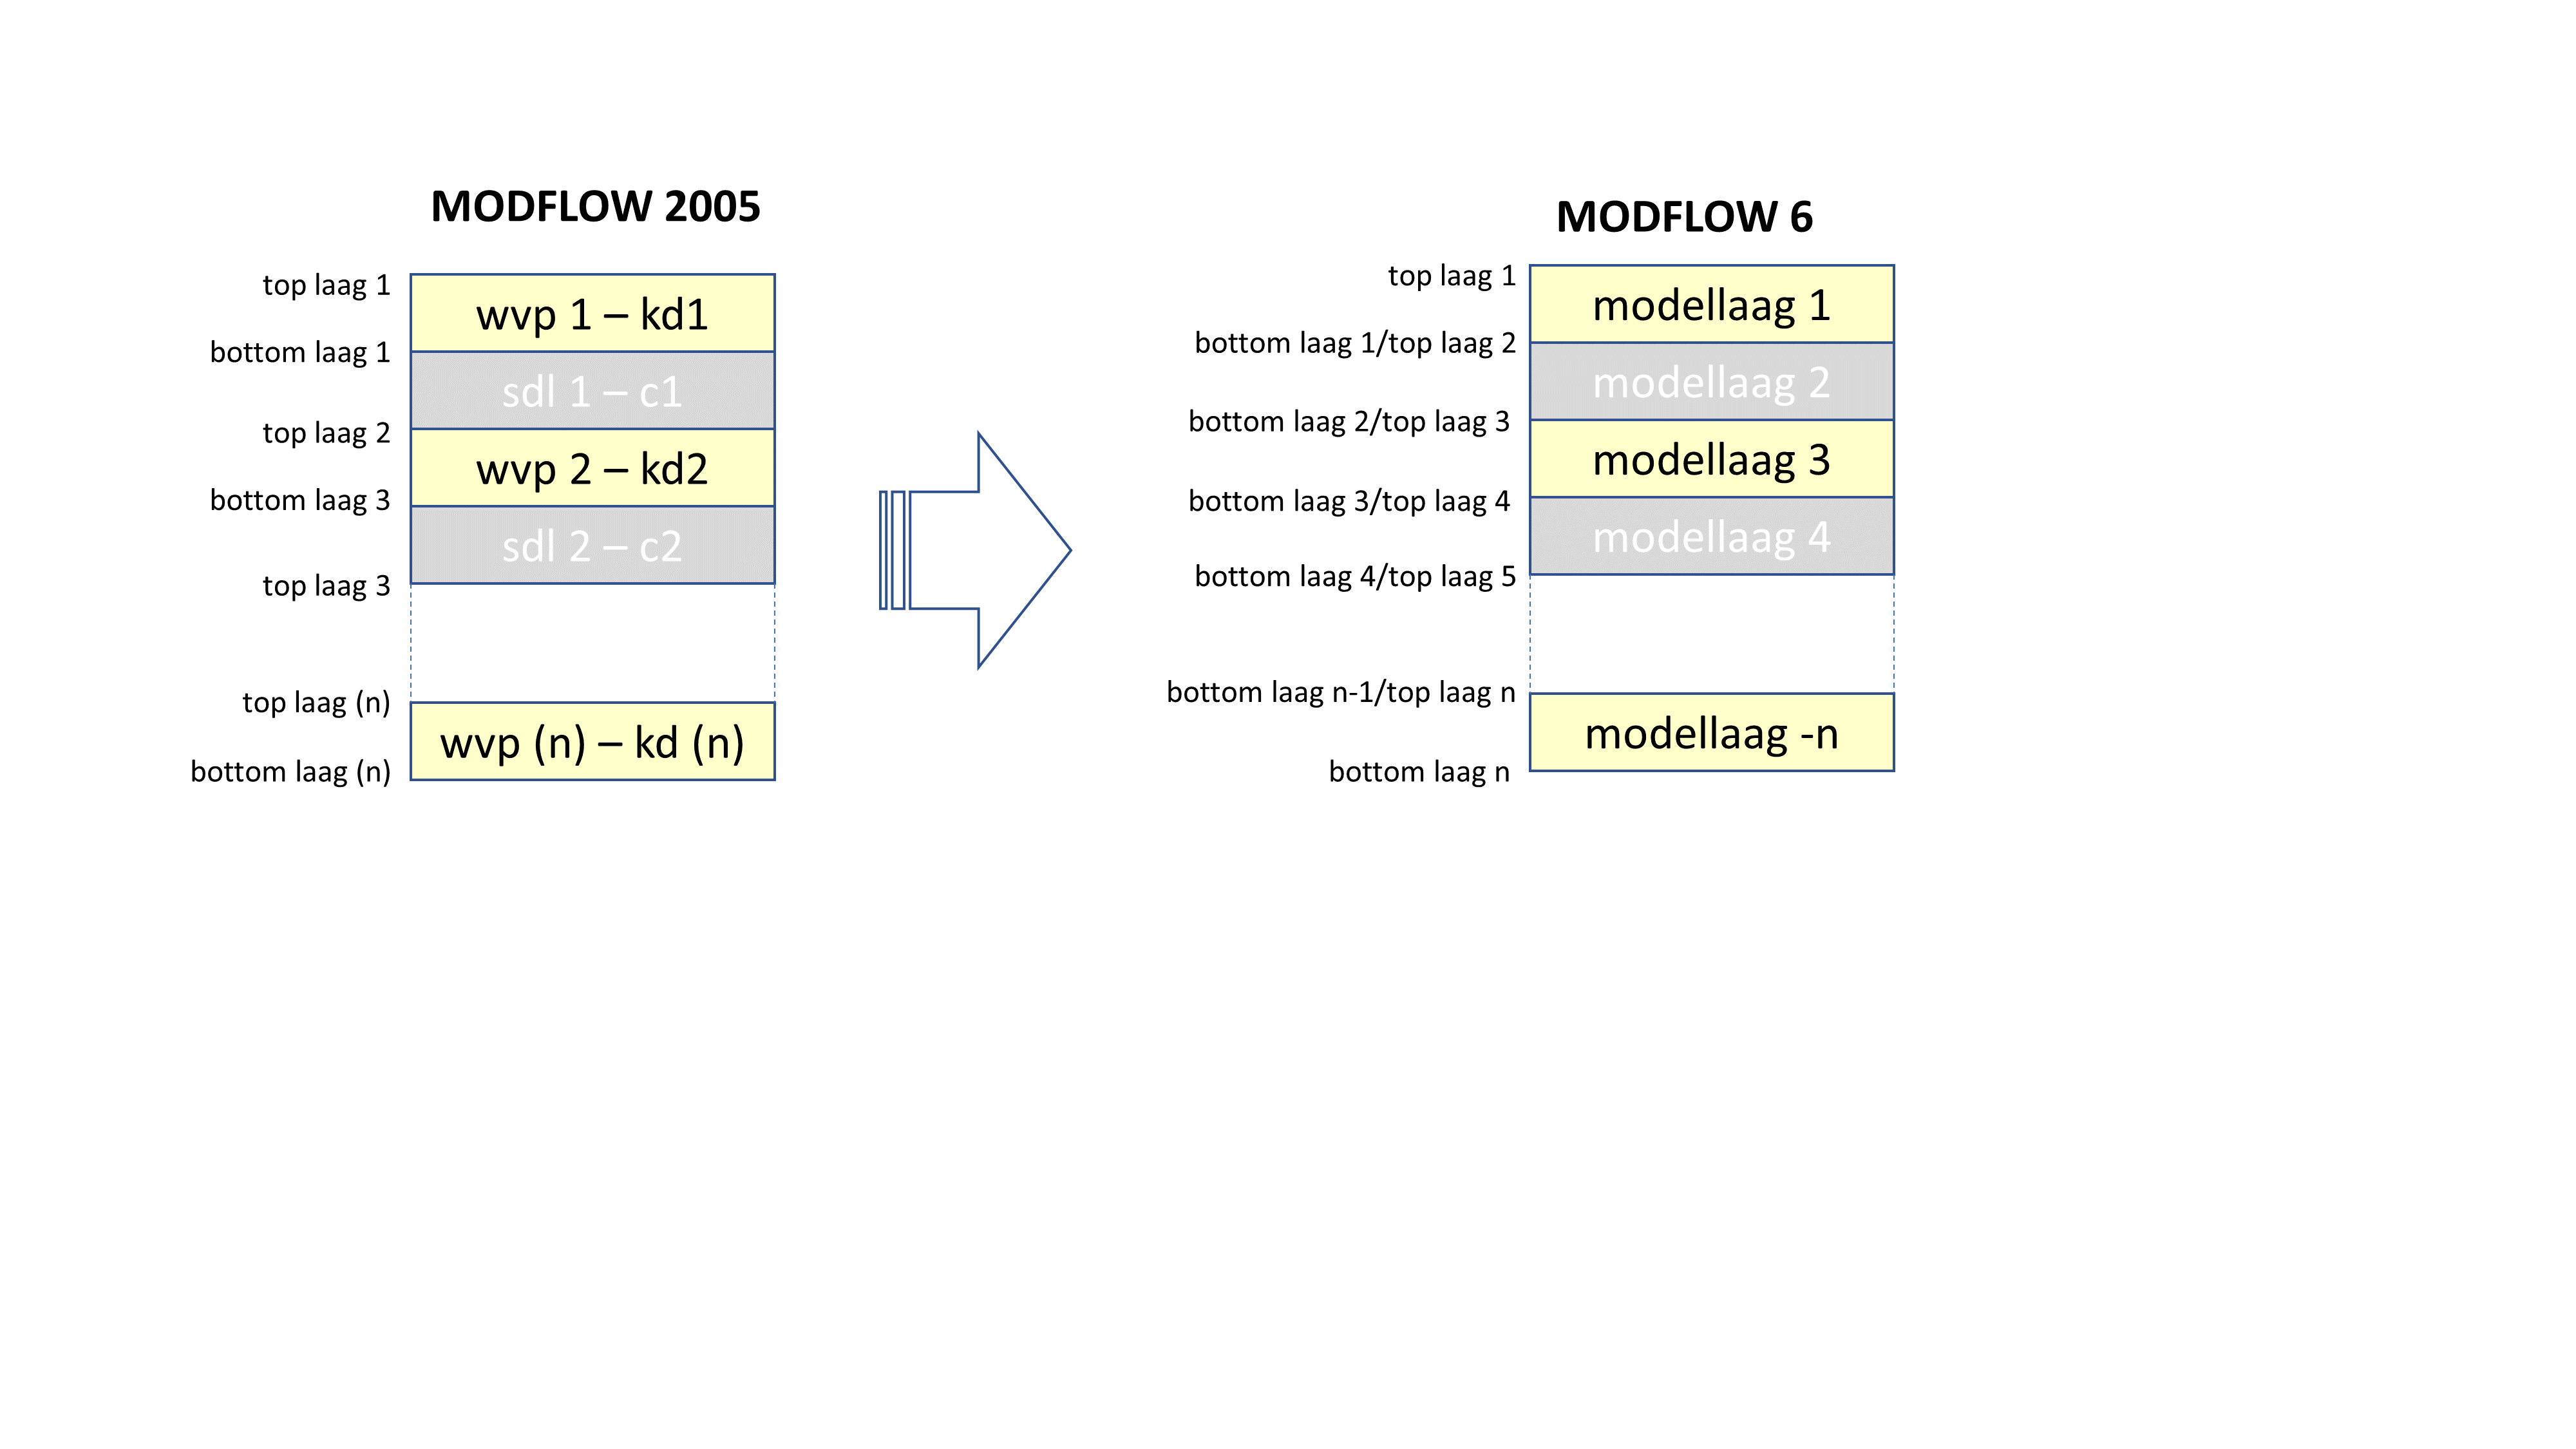 MODFLOW 2005
top laag 1
wvp 1 – kd1
bottom laag 1
sdl 1 – c1
top laag 2
wvp 2 – kd2
bottom laag 3
sdl 2 – c2
top laag 3
top laag (n)
wvp (n) – kd (n)
bottom laag (n)
MODFLOW 6
top laag 1
modellaag 1
bottom laag 1/top laag 2
modellaag 2
bottom laag 2/top laag 3
modellaag 3
bottom laag 3/top laag 4
modellaag 4
bottom laag 4/top laag 5
bottom laag n-1/top laag n
modellaag -n
bottom laag n